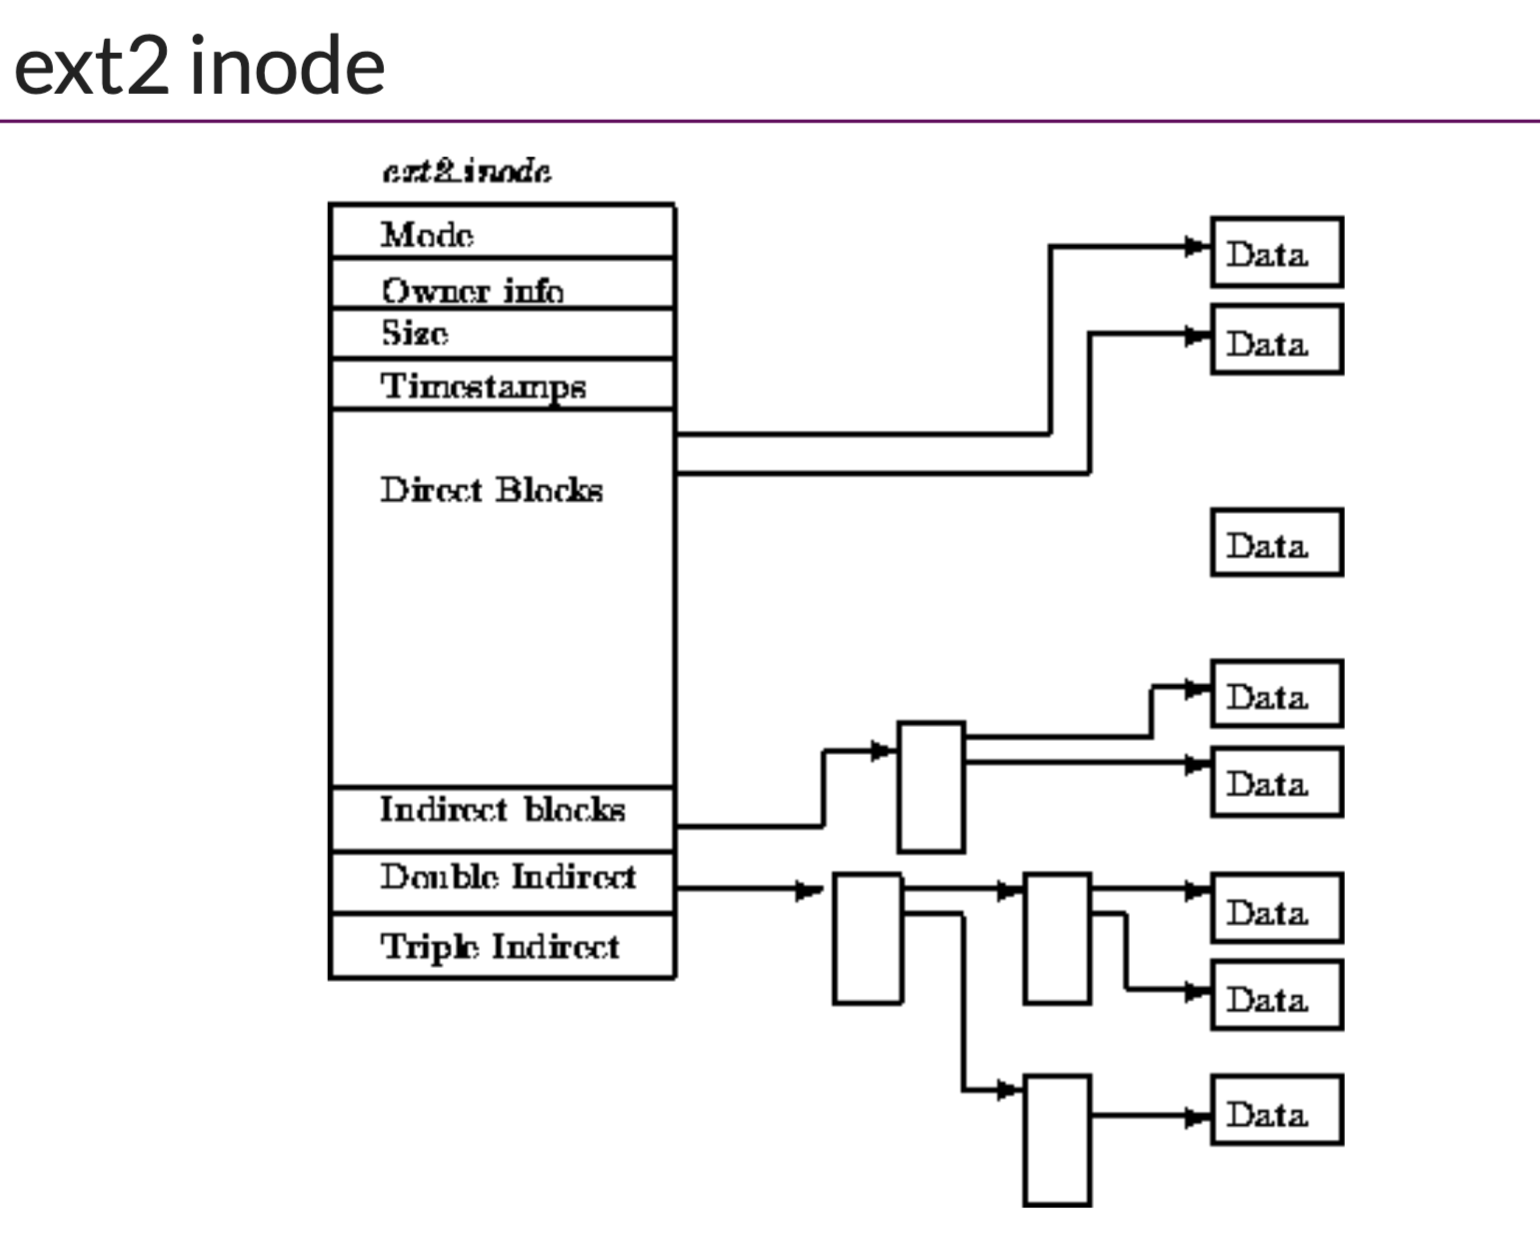 ext2 inode
ext2_inode
Mode
Owner info
Size
Timestamps
Direct Blocks
Indirect blocks
Double Indirect
Triple Indirect
Data
Data
Data
Data
Data
Data
Data
Data